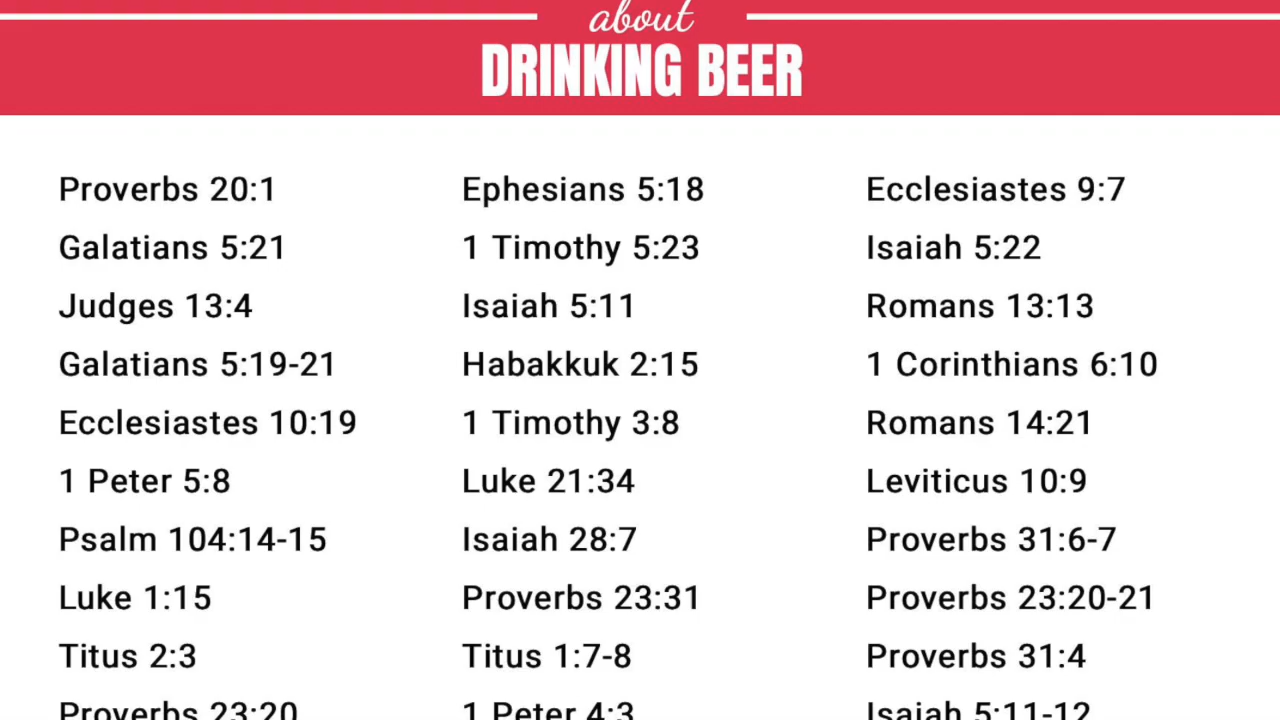 about
DRINKING BEER
Proverbs 20:1 Ephesians 5:18 Ecclesiastes 9:7
Galatians 5:21 1 Timothy 5:23 Isaiah 5:22
Judges 13:4 Isaiah 5:11 Romans 13:13
Galatians 5:19-21 Habakkuk 2:15 1 Corinthians 6:10
Ecclesiastes 10:19 1 Timothy 3:8 Romans 14:21
1 Peter 5:8 Luke 21:34 Leviticus 10:9
Psalm 104:14-15 Isaiah 28:7 Proverbs 31:6-7
Luke 1:15 Proverbs 23:31 Proverbs 23:20-21
Titus 2:3 Titus 1:7-8 Proverbs 31:4
Proverbs 23:20 1 Peter 4:3 Isaiah 5:11-12